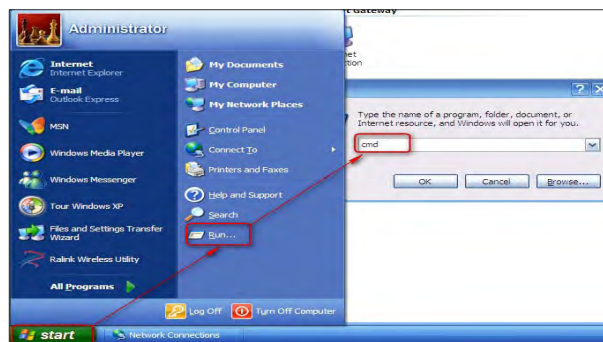 Gateway
Administrator
Internet
Internet Explorer
E-mail
Outlook Express
MSN
Windows Media Player
Windows Messenger
Tour Windows XP
Files and Settings Transfer
Wizard
Ralink Wireless Utility
All Programs
My Documents
My Computer
My Network Places
Control Panel
Connect To
Printers and Faxes
Help and Support
Search
Run...
Log Off
Turn Off Computer
start
Network Connections
Type the name of a program, folder, document, or
Internet resource, and Windows will open it for you.
cmd
OK
Cancel
Browse...